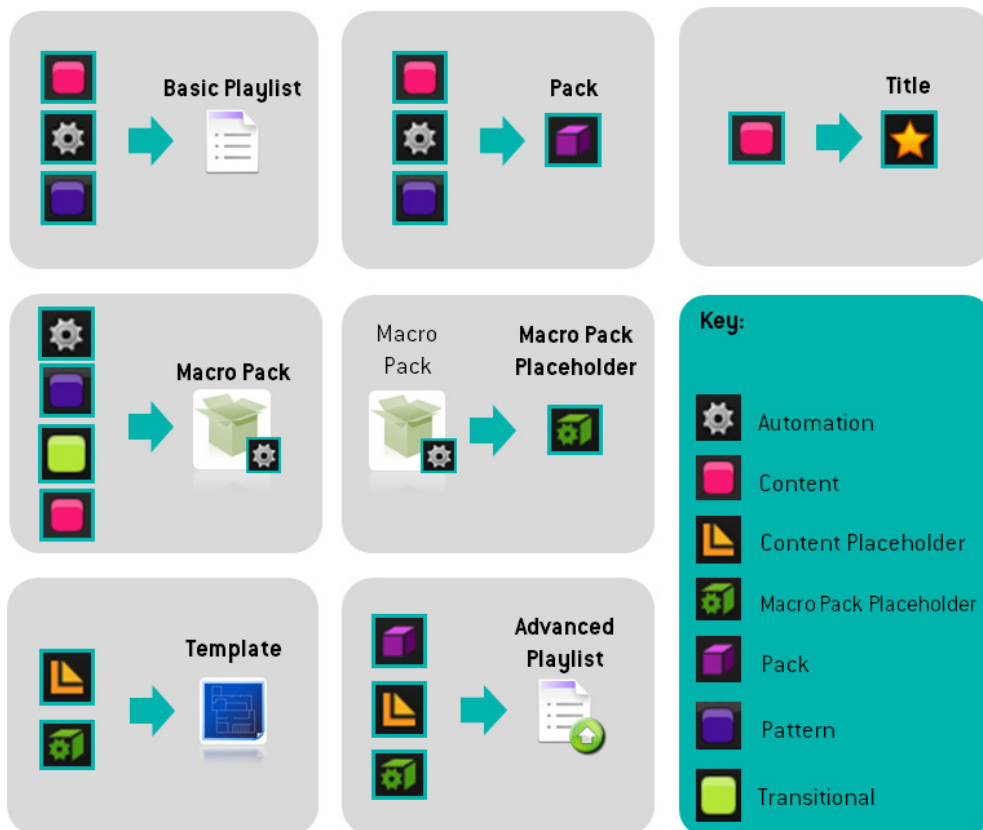 Basic Playlist
Pack
Title
Macro Pack
Macro
Pack
Macro Pack
Placeholder
Key:
Automation
Content
Content Placeholder
Macro Pack Placeholder
Pack
Pattern
Transitional
Template
Advanced
Playlist